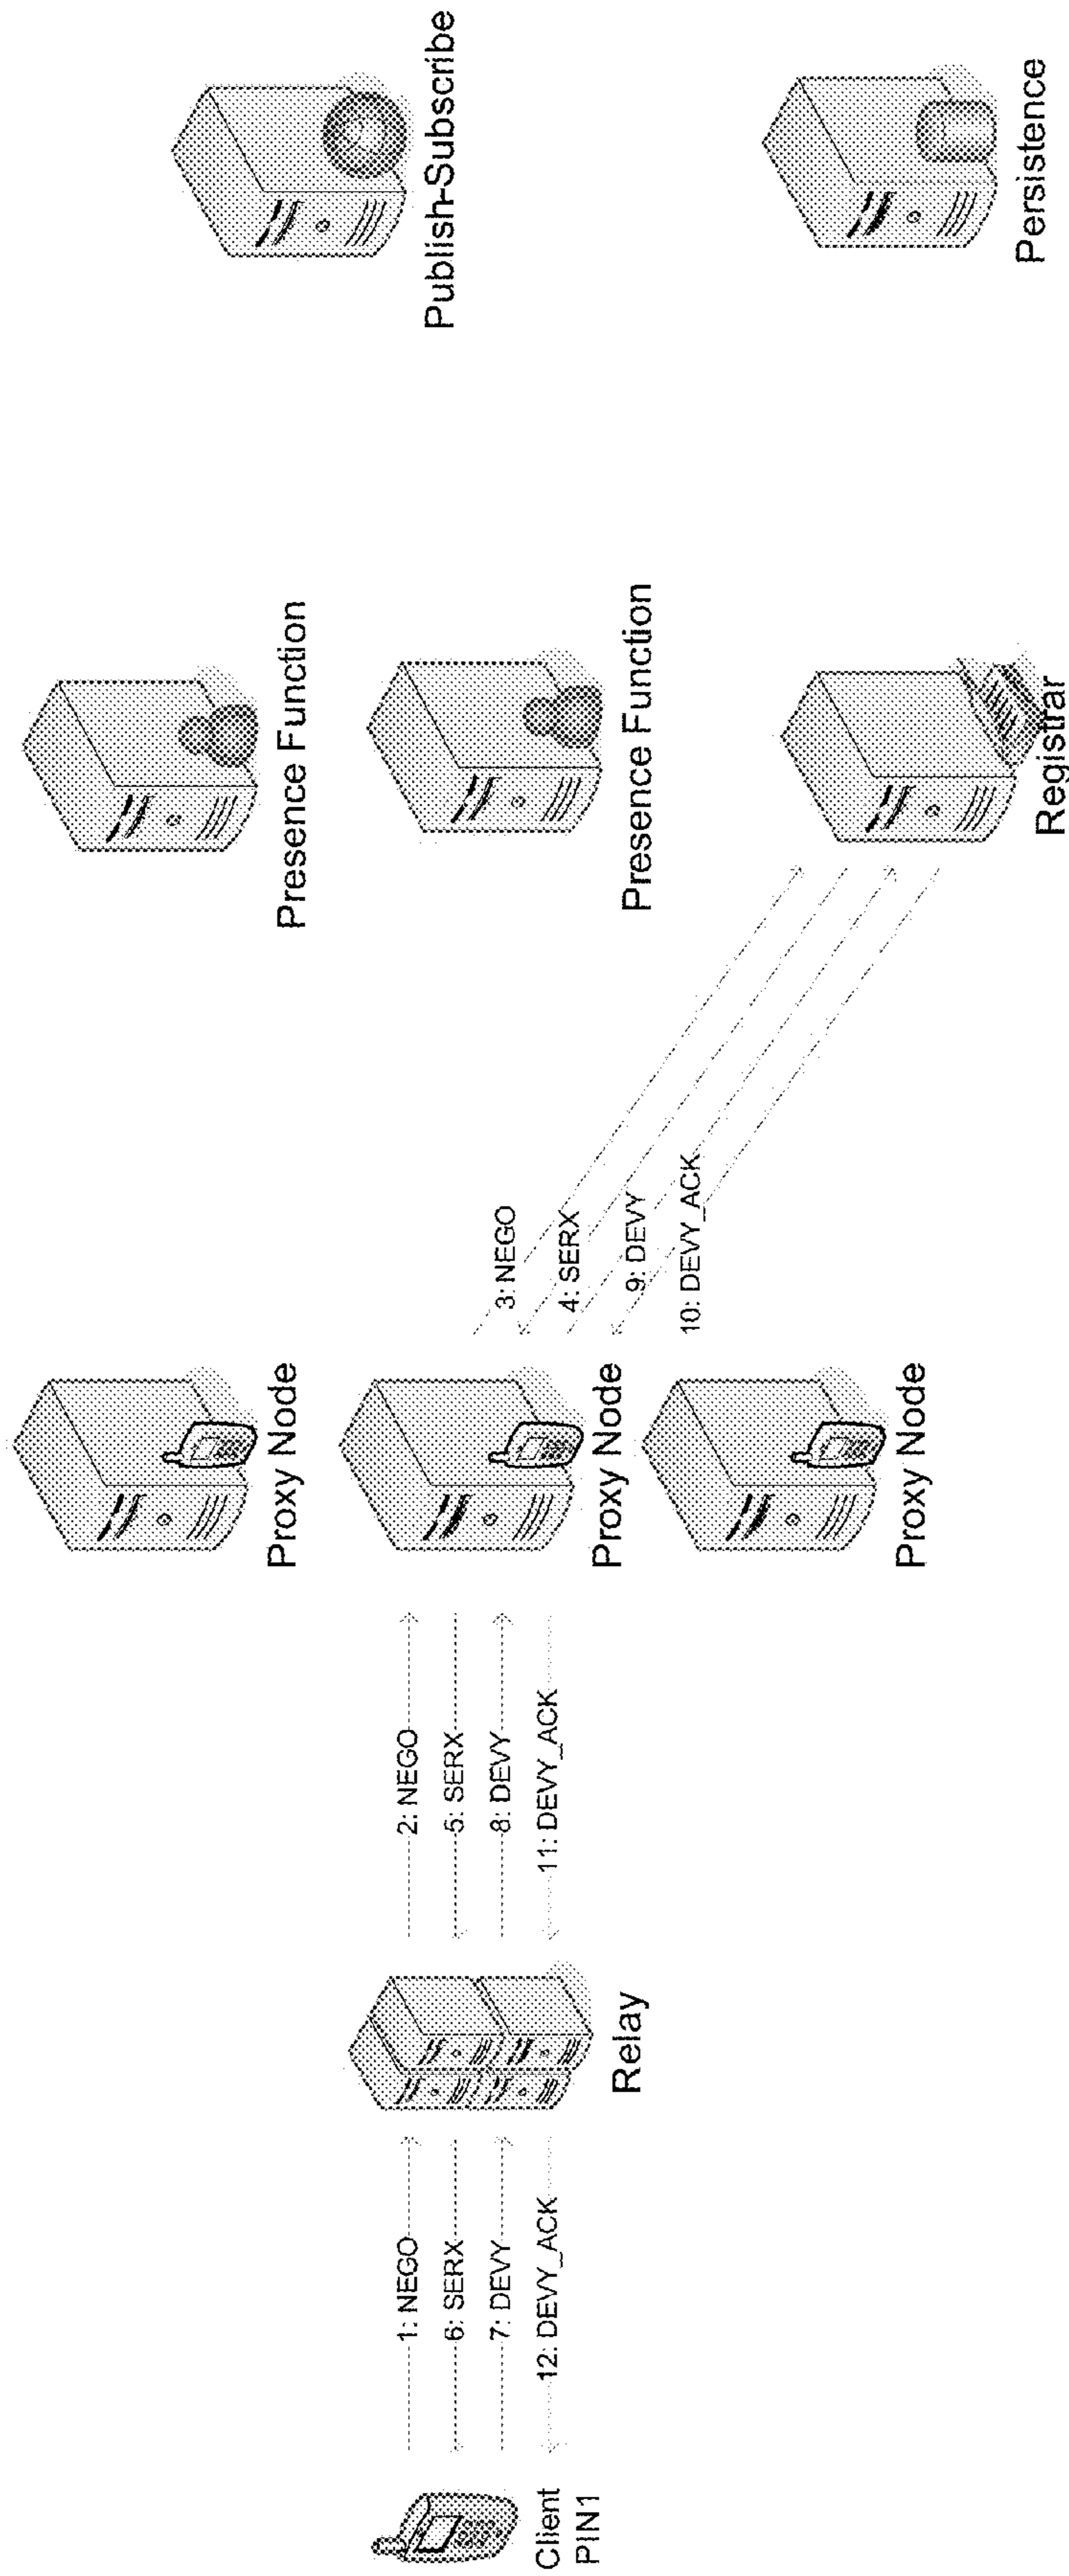 Client
PIN1
1: NEGO
6: SERX
7: DEVY
12: DEVY_ACK
Relay
2: NEGO
5: SERX
8: DEVY
11: DEVY_ACK
Proxy Node
Proxy Node
Proxy Node
3: NEGO
4: SERX
9: DEVY
10: DEVY_ACK
Presence Function
Presence Function
Registrar
Publish-Subscribe
Persistence